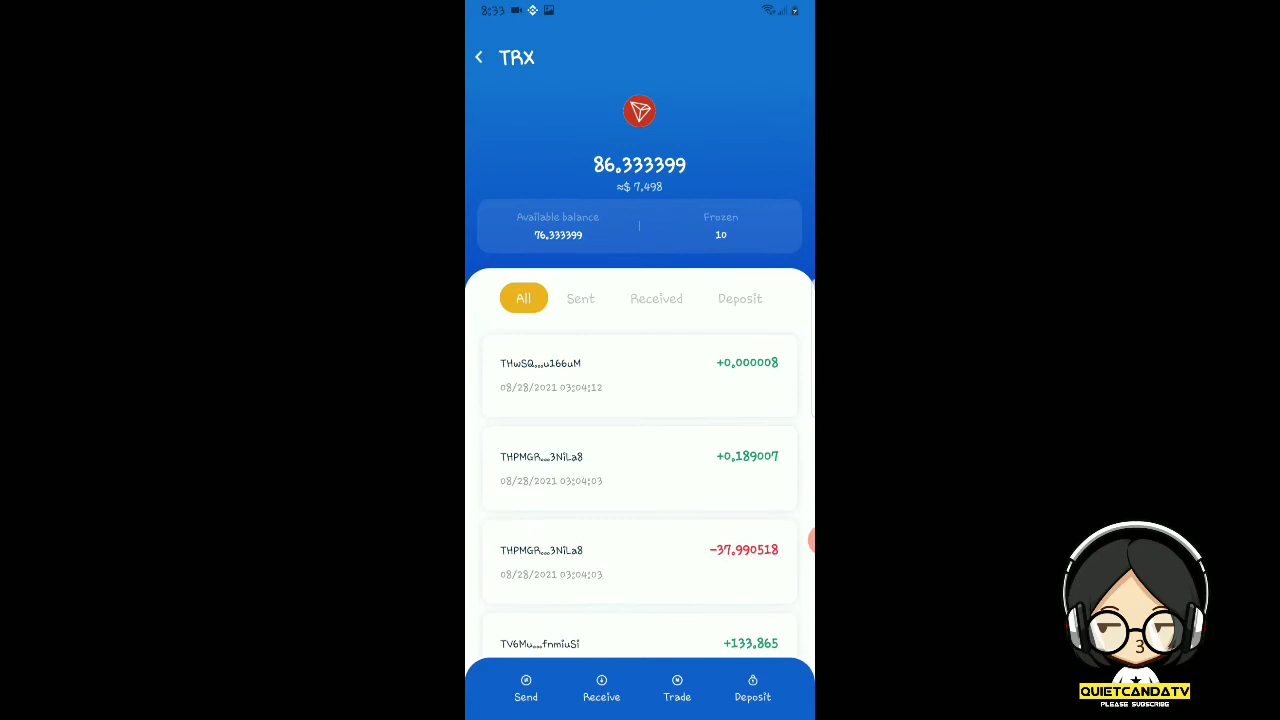 8:33
TRX
86.333399
≈$ 7.498
Available balance
Frozen
76.333399
10
All
Sent
Received
Deposit
THwSQ...u166uM
+0.000008
08/28/2021 03:04:12
THPMGR...3NiLa8
+0.189007
08/28/2021 03:04:03
THPMGR...3NiLa8
-37.990518
08/28/2021 03:04:03
TV6Mu...fnmiuSi
+133.865
Send
Receive
Trade
Deposit
QUIETCANDATV
PLEASE SUBSCRIBE